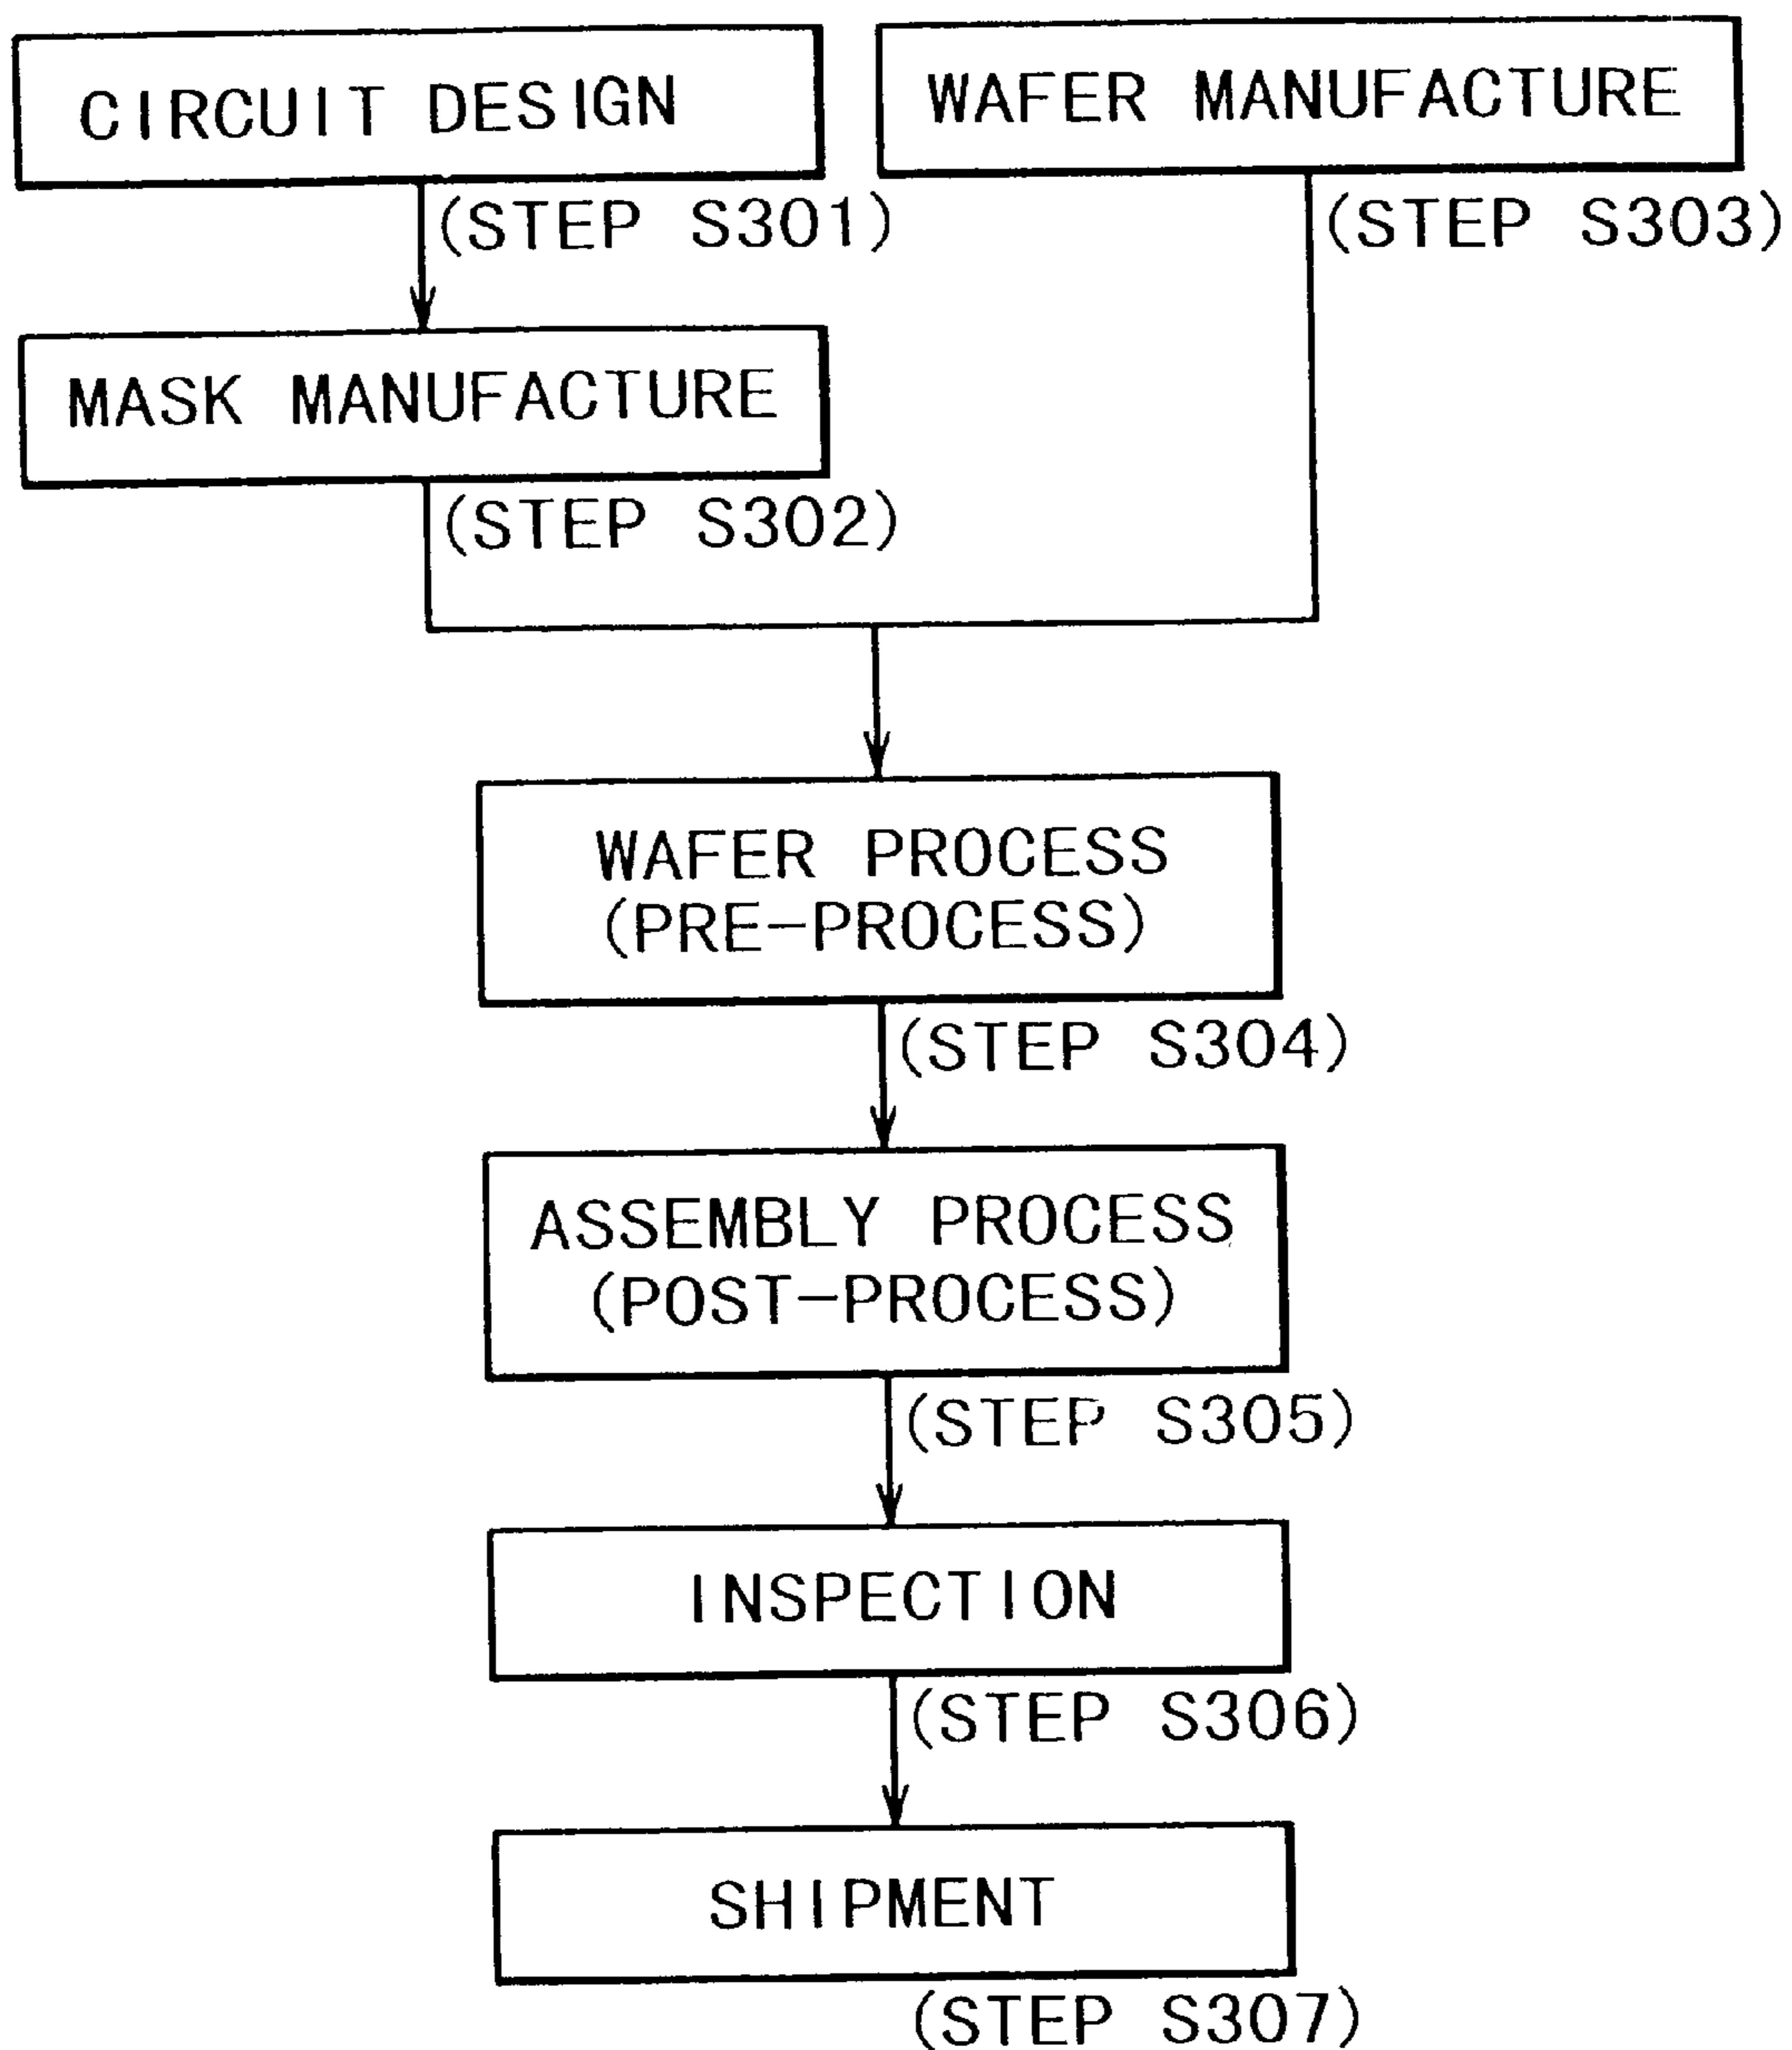 CIRCUIT DESIGN
(STEP S301)
WAFER MANUFACTURE
(STEP S303)
MASK MANUFACTURE
(STEP S302)
WAFER PROCESS
(PRE-PROCESS)
(STEP S304)
ASSEMBLY PROCESS
(POST-PROCESS)
(STEP S305)
INSPECTION
(STEP S306)
SHIPMENT
(STEP S307)